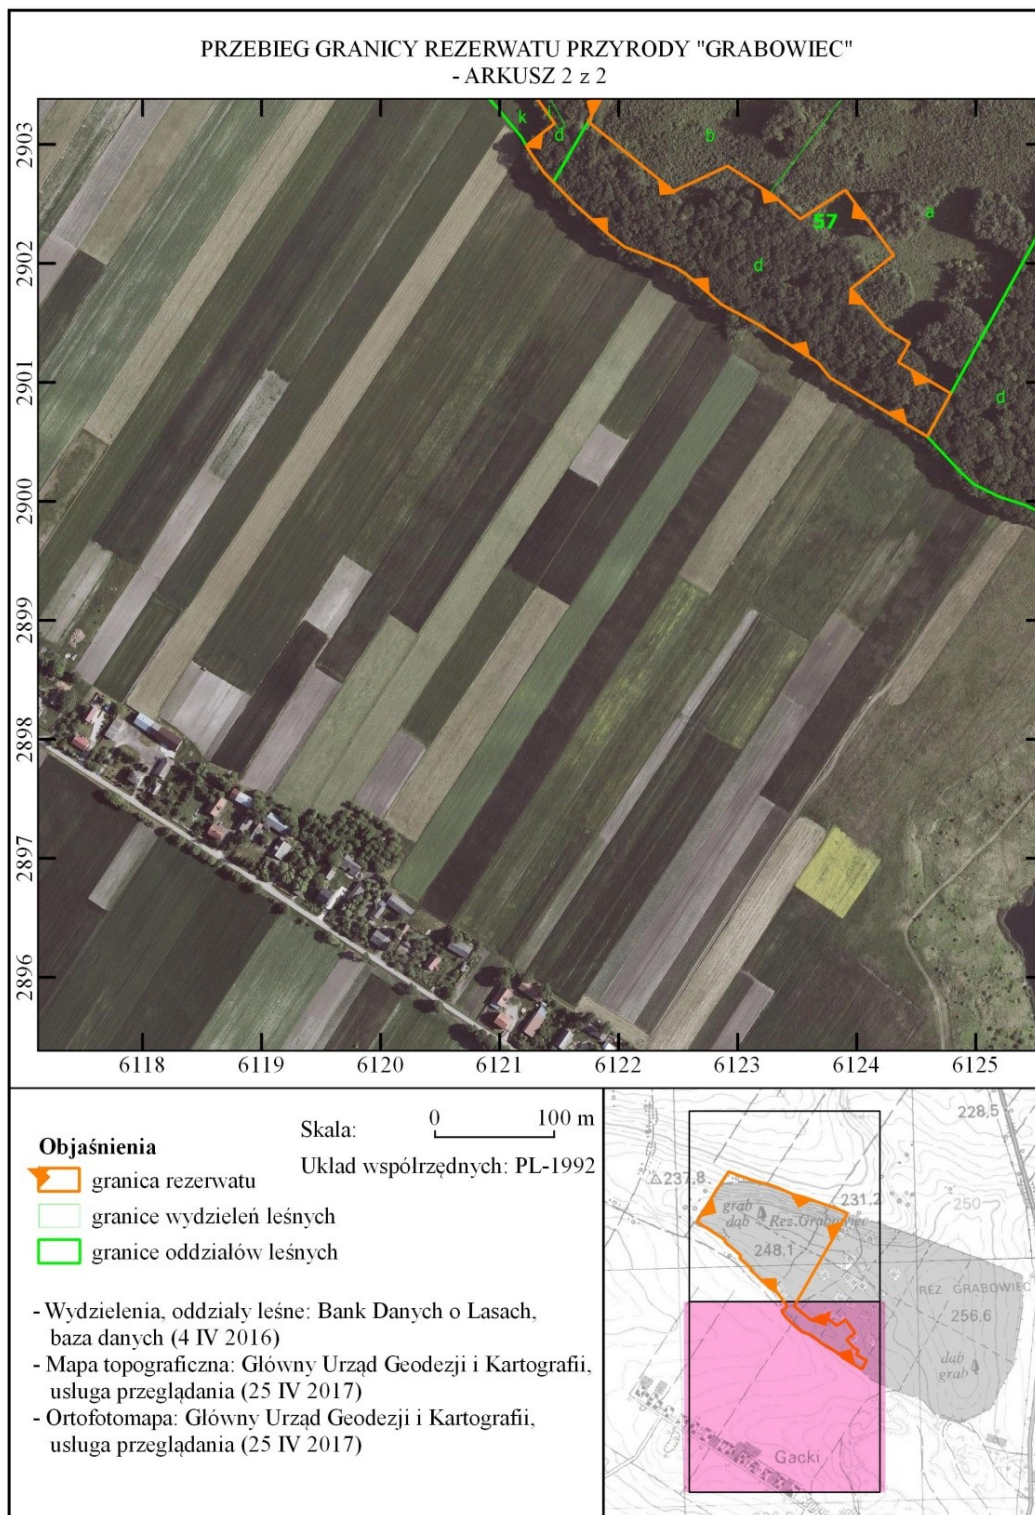 PRZEBIEG GRANICY REZERWATU PRZYRODY "GRABOWIEC"
- ARKUSZ 2 z 2
2903
2902
2901
2900
2899
2898
2897
2896
k
i
d
b
57
a
d
d
6118
6119
6120
6121
6122
6123
6124
6125
Objaśnienia
granica rezerwatu
granice wydzieleń leśnych
granice oddziałów leśnych
Skala:
0
100 m
Układ współrzędnych: PL-1992
- Wydzielenia, oddziały leśne: Bank Danych o Lasach,
baza danych (4 IV 2016)
- Mapa topograficzna: Główny Urząd Geodezji i Kartografii,
usługa przeglądania (25 IV 2017)
- Ortofotomapa: Główny Urząd Geodezji i Kartografii,
usługa przeglądania (25 IV 2017)
228,5
237,8
231,2
250
grab
dąb
Rez. Grabowiec
248,1
REZ GRABOWIEC
256,6
dąb
grab
Gacki